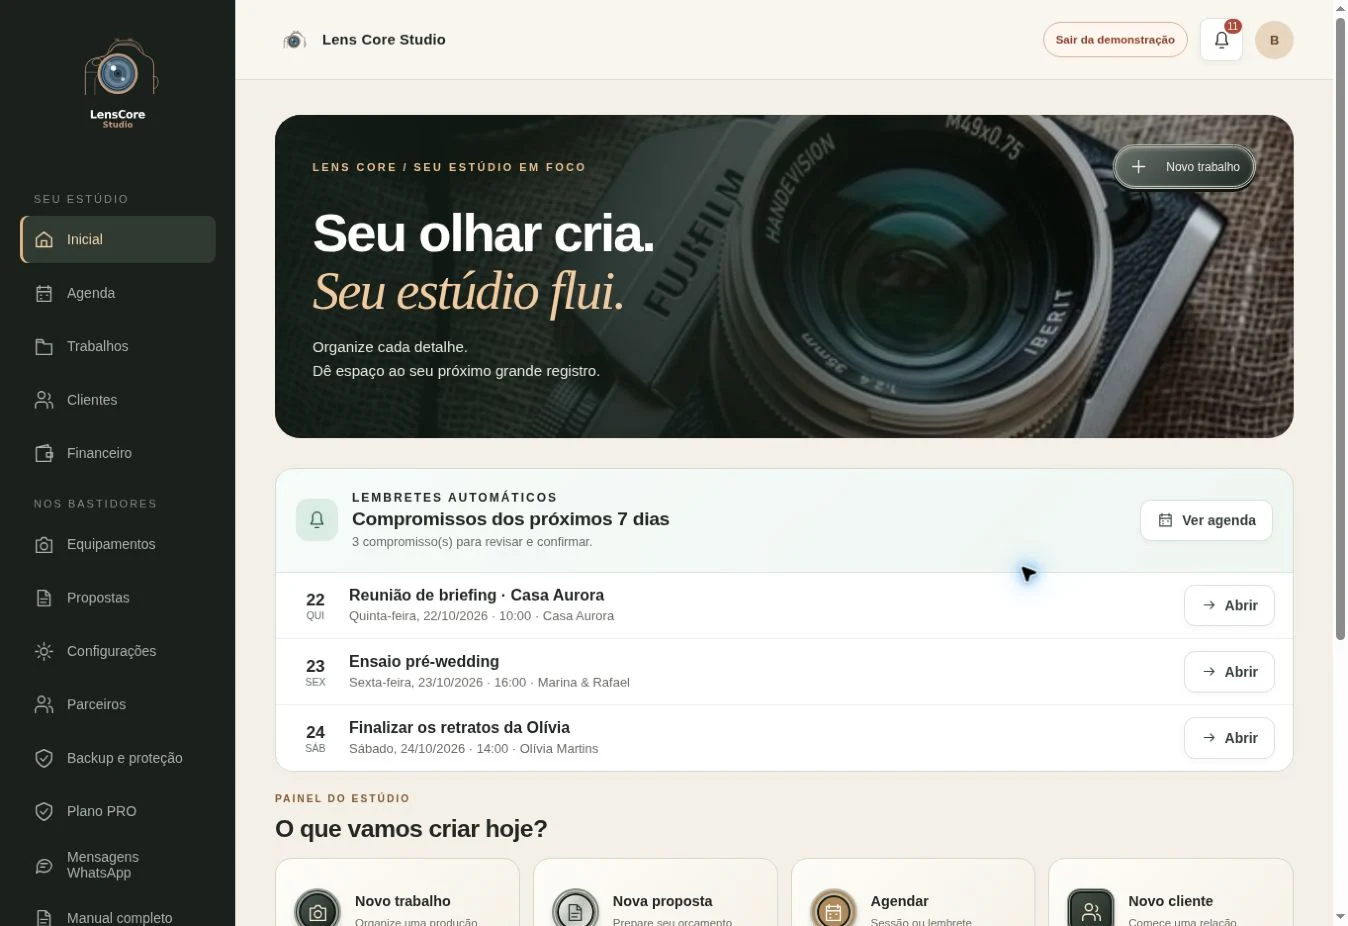 LensCore
Studio
SEU ESTÚDIO
Inicial
Agenda
Trabalhos
Clientes
Financeiro
NOS BASTIDORES
Equipamentos
Propostas
Configurações
Parceiros
Backup e proteção
Plano PRO
Mensagens
WhatsApp
Manual completo
Lens Core Studio
Sair da demonstração
11
B
LENS CORE / SEU ESTÚDIO EM FOCO
Novo trabalho
Seu olhar cria.
Seu estúdio flui.
Organize cada detalhe.
Dê espaço ao seu próximo grande registro.
FUJIFILM
HANDEVISION
M49x0.75
IBERIT
35mm
1:2.4
LEMBRETES AUTOMÁTICOS
Compromissos dos próximos 7 dias
3 compromisso(s) para revisar e confirmar.
Ver agenda
22
QUI
Reunião de briefing · Casa Aurora
Quinta-feira, 22/10/2026 · 10:00 · Casa Aurora
Abrir
23
SEX
Ensaio pré-wedding
Sexta-feira, 23/10/2026 · 16:00 · Marina & Rafael
Abrir
24
SÁB
Finalizar os retratos da Olívia
Sábado, 24/10/2026 · 14:00 · Olívia Martins
Abrir
PAINEL DO ESTÚDIO
O que vamos criar hoje?
Novo trabalho
Organize uma produção
Nova proposta
Prepare seu orçamento
Agendar
Sessão ou lembrete
Novo cliente
Comece uma relação